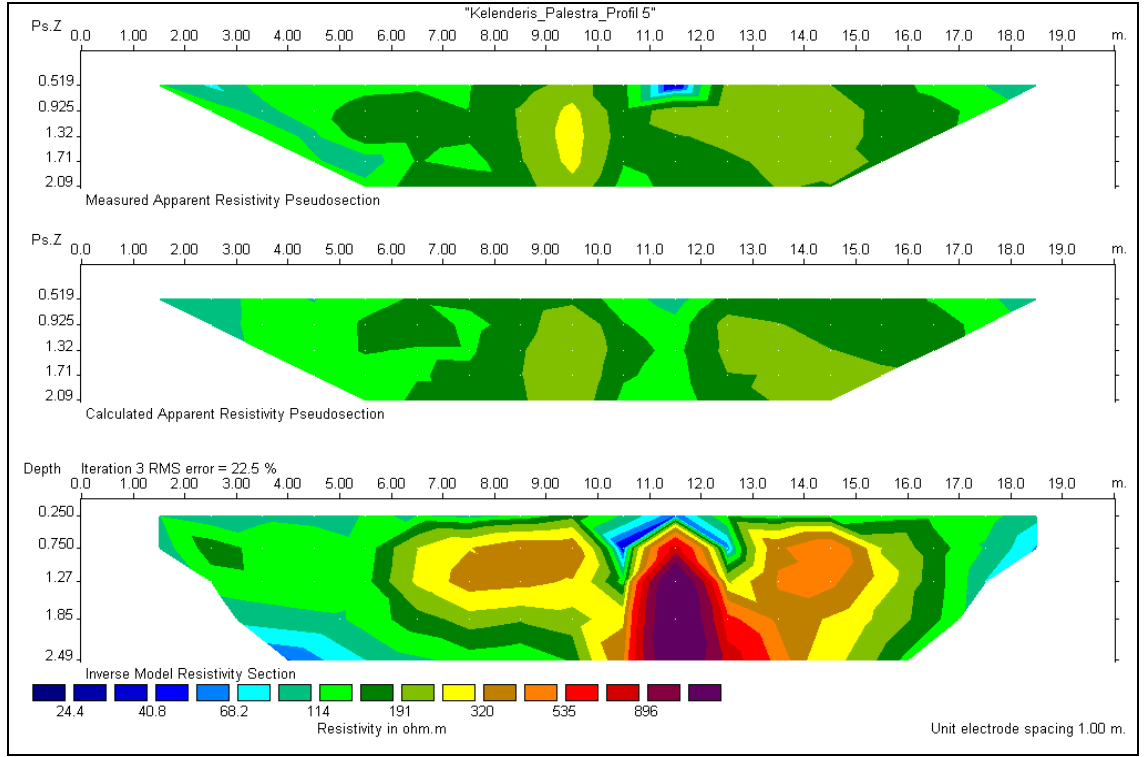 "Kelenderis_Palestra_Profil 5"
Ps.Z 0.0 1.00 2.00 3.00 4.00 5.00 6.00 7.00 8.00 9.00 10.0 11.0 12.0 13.0 14.0 15.0 16.0 17.0 18.0 19.0 m.
0.519
0.925
1.32
1.71
2.09
Measured Apparent Resistivity Pseudosection
Ps.Z 0.0 1.00 2.00 3.00 4.00 5.00 6.00 7.00 8.00 9.00 10.0 11.0 12.0 13.0 14.0 15.0 16.0 17.0 18.0 19.0 m.
0.519
0.925
1.32
1.71
2.09
Calculated Apparent Resistivity Pseudosection
Depth Iteration 3 RMS error = 22.5 %
0.0 1.00 2.00 3.00 4.00 5.00 6.00 7.00 8.00 9.00 10.0 11.0 12.0 13.0 14.0 15.0 16.0 17.0 18.0 19.0 m.
0.250
0.750
1.27
1.85
2.49
Inverse Model Resistivity Section
24.4 40.8 68.2 114 191 320 535 896
Resistivity in ohm.m Unit electrode spacing 1.00 m.